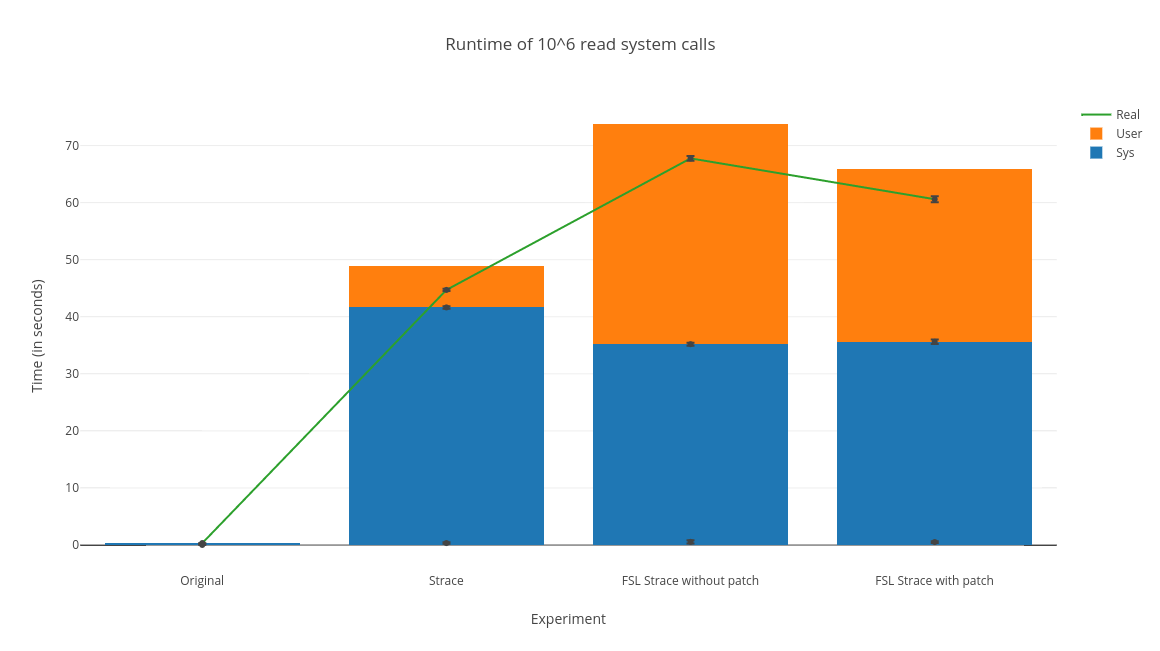 Runtime of 10^6 read system calls
Real
User
Sys
70
60
50
40
30
20
10
0
Time (in seconds)
Original
Strace
FSL Strace without patch
FSL Strace with patch
Experiment